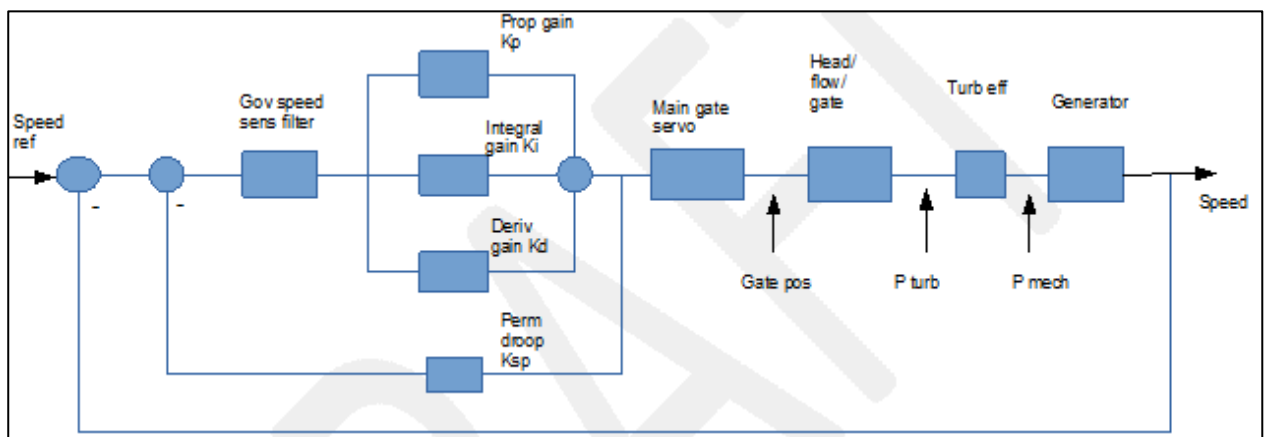 Prop gain
Kp
Head/
flow/
gate
Turb eff
Generator
Gov speed
sens filter
Main gate
servo
Speed
ref
Integral
gain Ki
-
-
Speed
Deriv
gain Kd
Gate pos
P turb
P mech
Perm
droop
Ksp
DRAFT